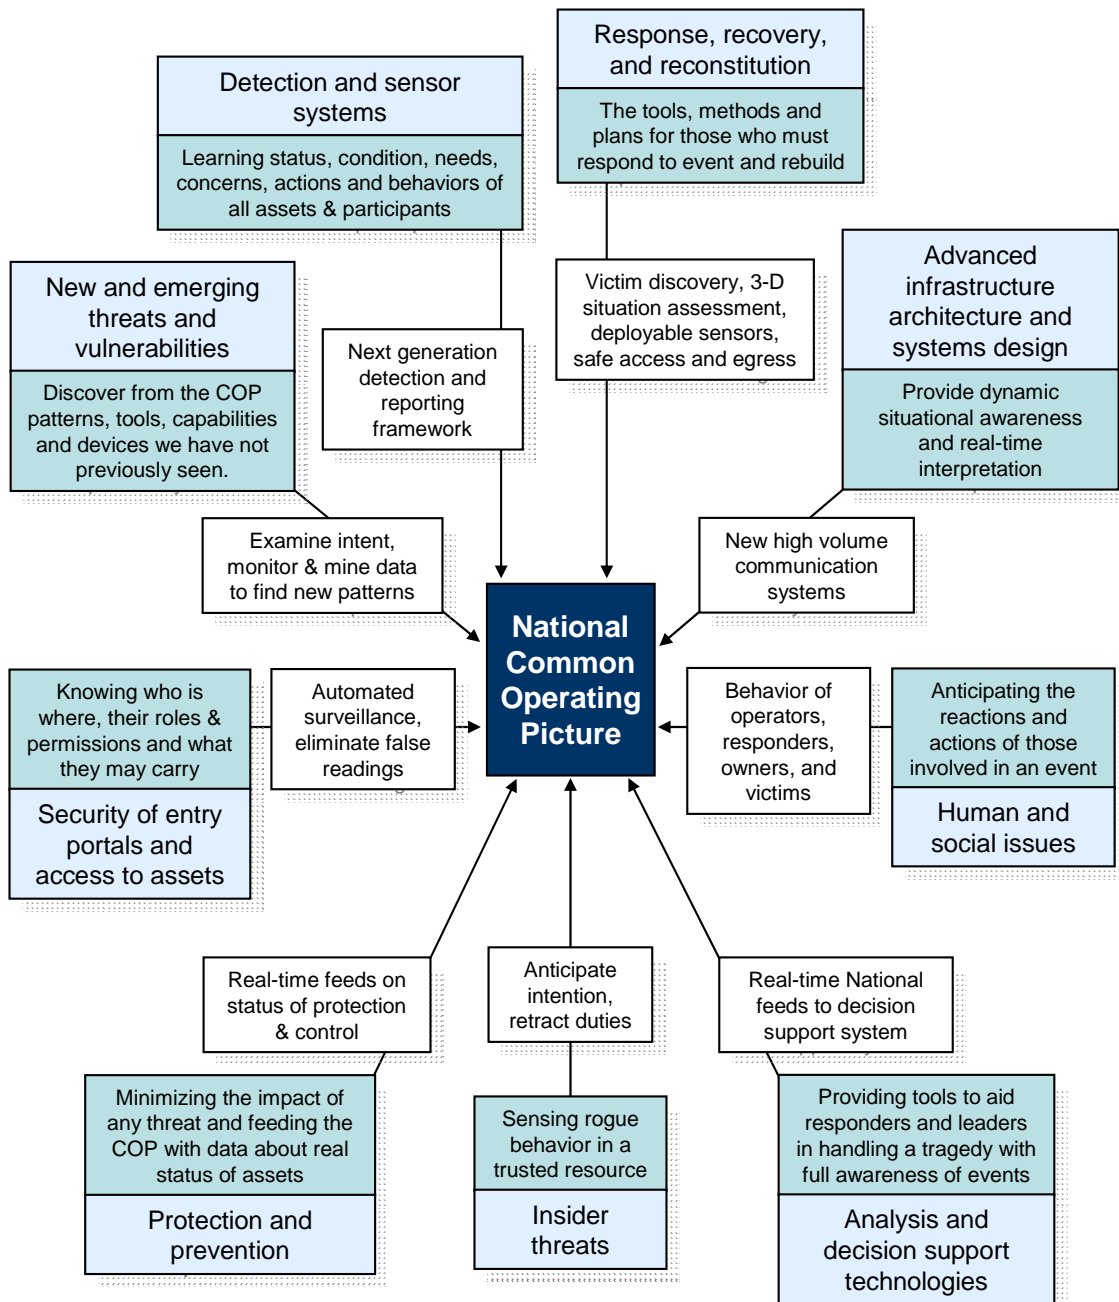 Response, recovery,
and reconstitution
The tools, methods and
plans for those who must
respond to event and rebuild
Detection and sensor
systems
Learning status, condition, needs,
concerns, actions and behaviors of
all assets & participants
Advanced
infrastructure
architecture and
systems design
Provide dynamic
situational awareness
and real-time
interpretation
New and emerging
threats and
vulnerabilities
Discover from the COP
patterns, tools, capabilities
and devices we have not
previously seen.
Victim discovery, 3-D
situation assessment,
deployable sensors,
safe access and egress
Next generation
detection and
reporting
framework
Examine intent,
monitor & mine data
to find new patterns
New high volume
communication
systems
National
Common
Operating
Picture
Knowing who is
where, their roles &
permissions and what
they may carry
Security of entry
portals and
access to assets
Automated
surveillance,
eliminate false
readings
Behavior of
operators,
responders,
owners, and
victims
Anticipating the
reactions and
actions of those
involved in an event
Human and
social issues
Real-time feeds on
status of protection
& control
Anticipate
intention,
retract duties
Real-time National
feeds to decision
support system
Minimizing the impact of
any threat and feeding the
COP with data about real
status of assets
Protection and
prevention
Sensing rogue
behavior in a
trusted resource
Insider
threats
Providing tools to aid
responders and leaders
in handling a tragedy with
full awareness of events
Analysis and
decision support
technologies